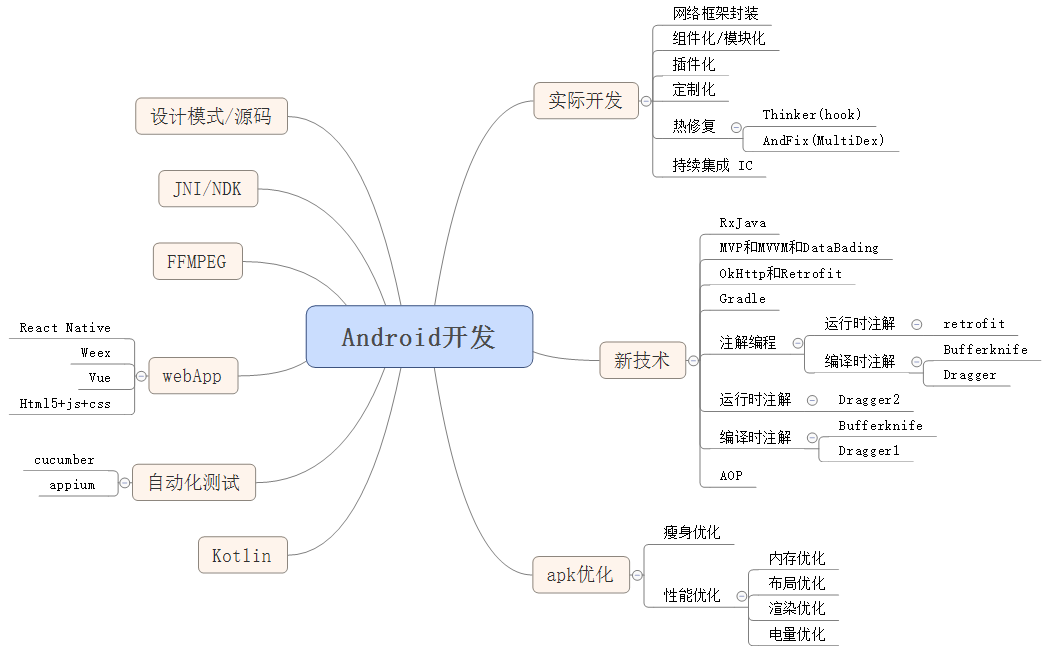 Android开发
实际开发
网络框架封装
组件化/模块化
插件化
定制化
热修复
Thinker(hook)
AndFix(MultiDex)
持续集成 IC
新技术
RxJava
MVP和MVVM和DataBading
OkHttp和Retrofit
Gradle
注解编程
运行时注解
retrofit
编译时注解
Bufferknife
Dragger
运行时注解
Dragger2
编译时注解
Bufferknife
Dragger1
AOP
apk优化
瘦身优化
性能优化
内存优化
布局优化
渲染优化
电量优化
设计模式/源码
JNI/NDK
FFMPEG
webApp
React Native
Weex
Vue
Html5+js+css
自动化测试
cucumber
appium
Kotlin